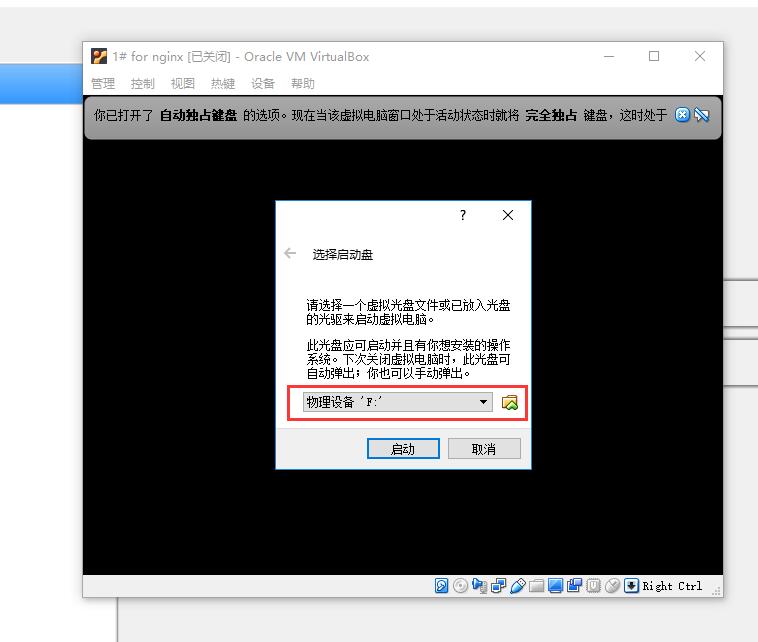 1# for nginx [已关闭] - Oracle VM VirtualBox
管理 控制 视图 热键 设备 帮助
你已打开了 自动独占键盘 的选项。现在当该虚拟电脑窗口处于活动状态时就将 完全独占 键盘，这时处于
?
选择启动盘
请选择一个虚拟光盘文件或已放入光盘
的光驱来启动虚拟电脑。
此光盘应可启动并且有你想安装的操作
系统。下次关闭虚拟电脑时，此光盘可
自动弹出；你也可以手动弹出。
物理设备 'F:'
启动 取消
Right Ctrl